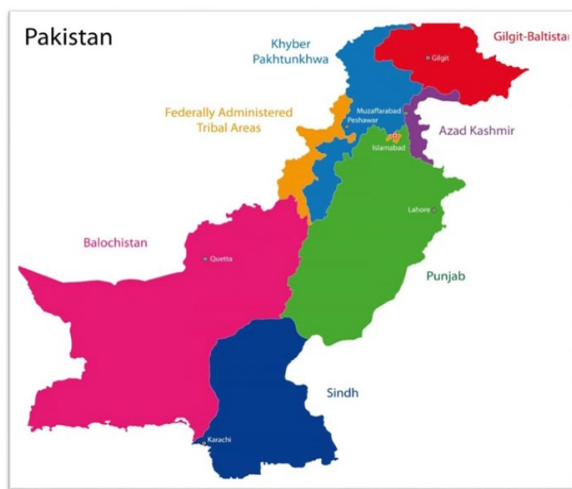 Pakistan
Khyber
Pakhtunkhwa
Gilgit-Baltista
Gilgit
Federally Administered
Tribal Areas
Muzaffarabad
Peshawar
Azad Kashmir
Islamabad
Lahore
Balochistan
Quetta
Punjab
Sindh
Karachi